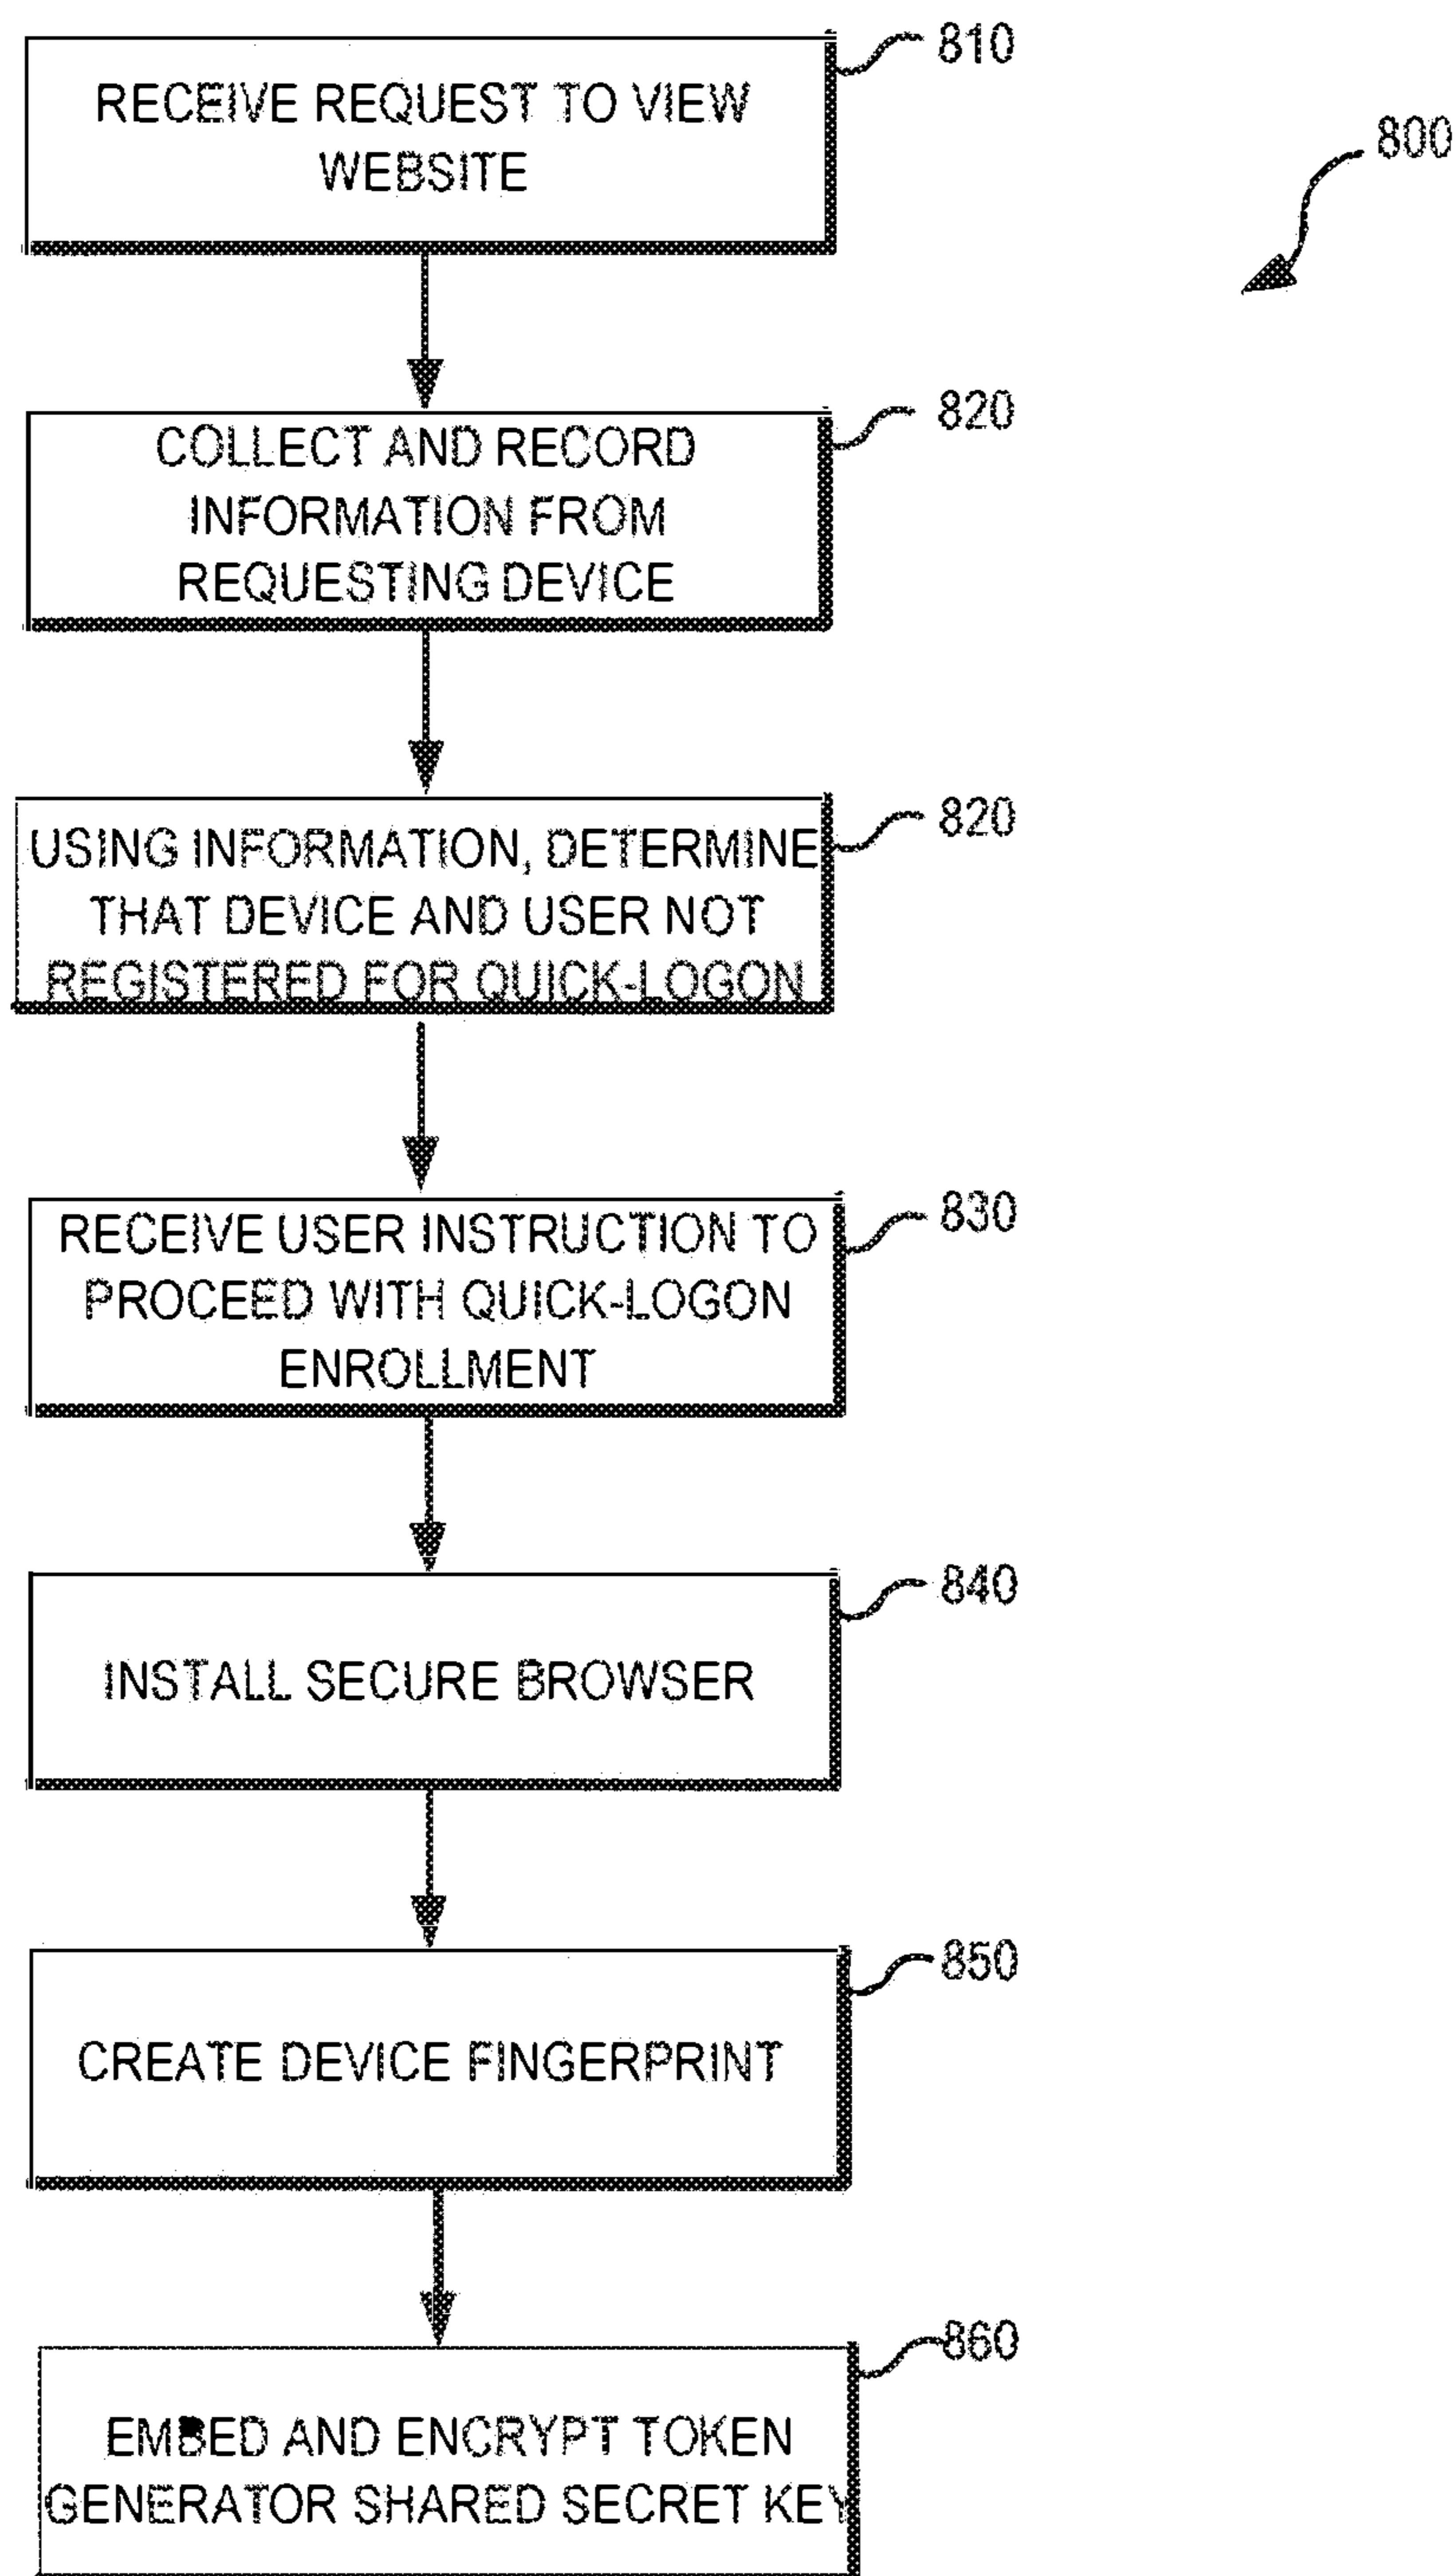 RECEIVE REQUEST TO VIEW
WEBSITE
810
800
COLLECT AND RECORD
INFORMATION FROM
REQUESTING DEVICE
820
USING INFORMATION, DETERMINE
THAT DEVICE AND USER NOT
REGISTERED FOR QUICK-LOGON
820
RECEIVE USER INSTRUCTION TO
PROCEED WITH QUICK-LOGON
ENROLLMENT
830
INSTALL SECURE BROWSER
840
CREATE DEVICE FINGERPRINT
850
EMBED AND ENCRYPT TOKEN
GENERATOR SHARED SECRET KEY
860